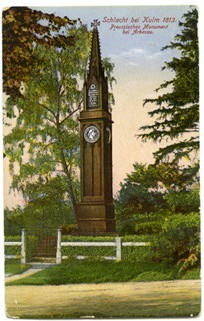 Schlacht bei Kulm 1813.
Preussisches Monument
bei Arbesau.